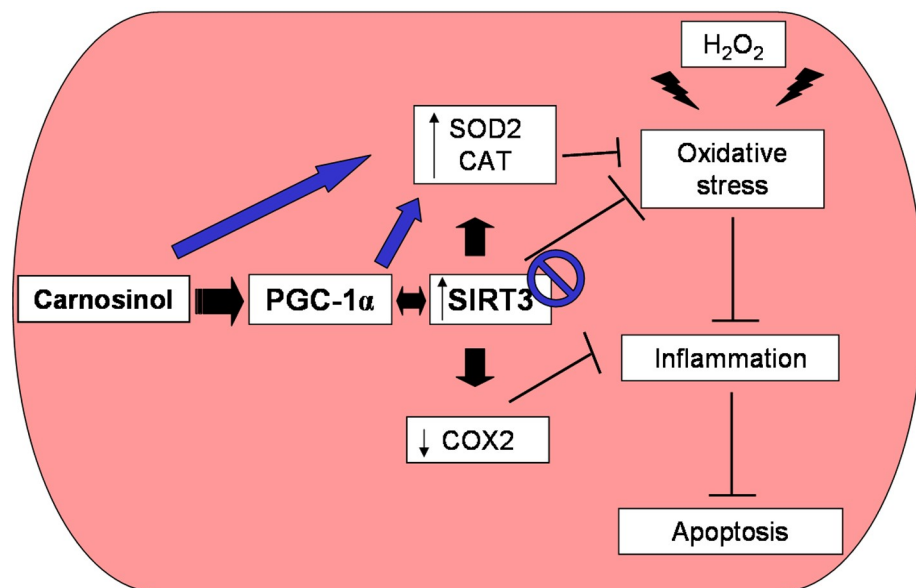 H₂O₂
↑ SOD2
CAT
Oxidative
stress
Carnosinol
PGC-1α
↑SIRT3
Inflammation
↓ COX2
Apoptosis